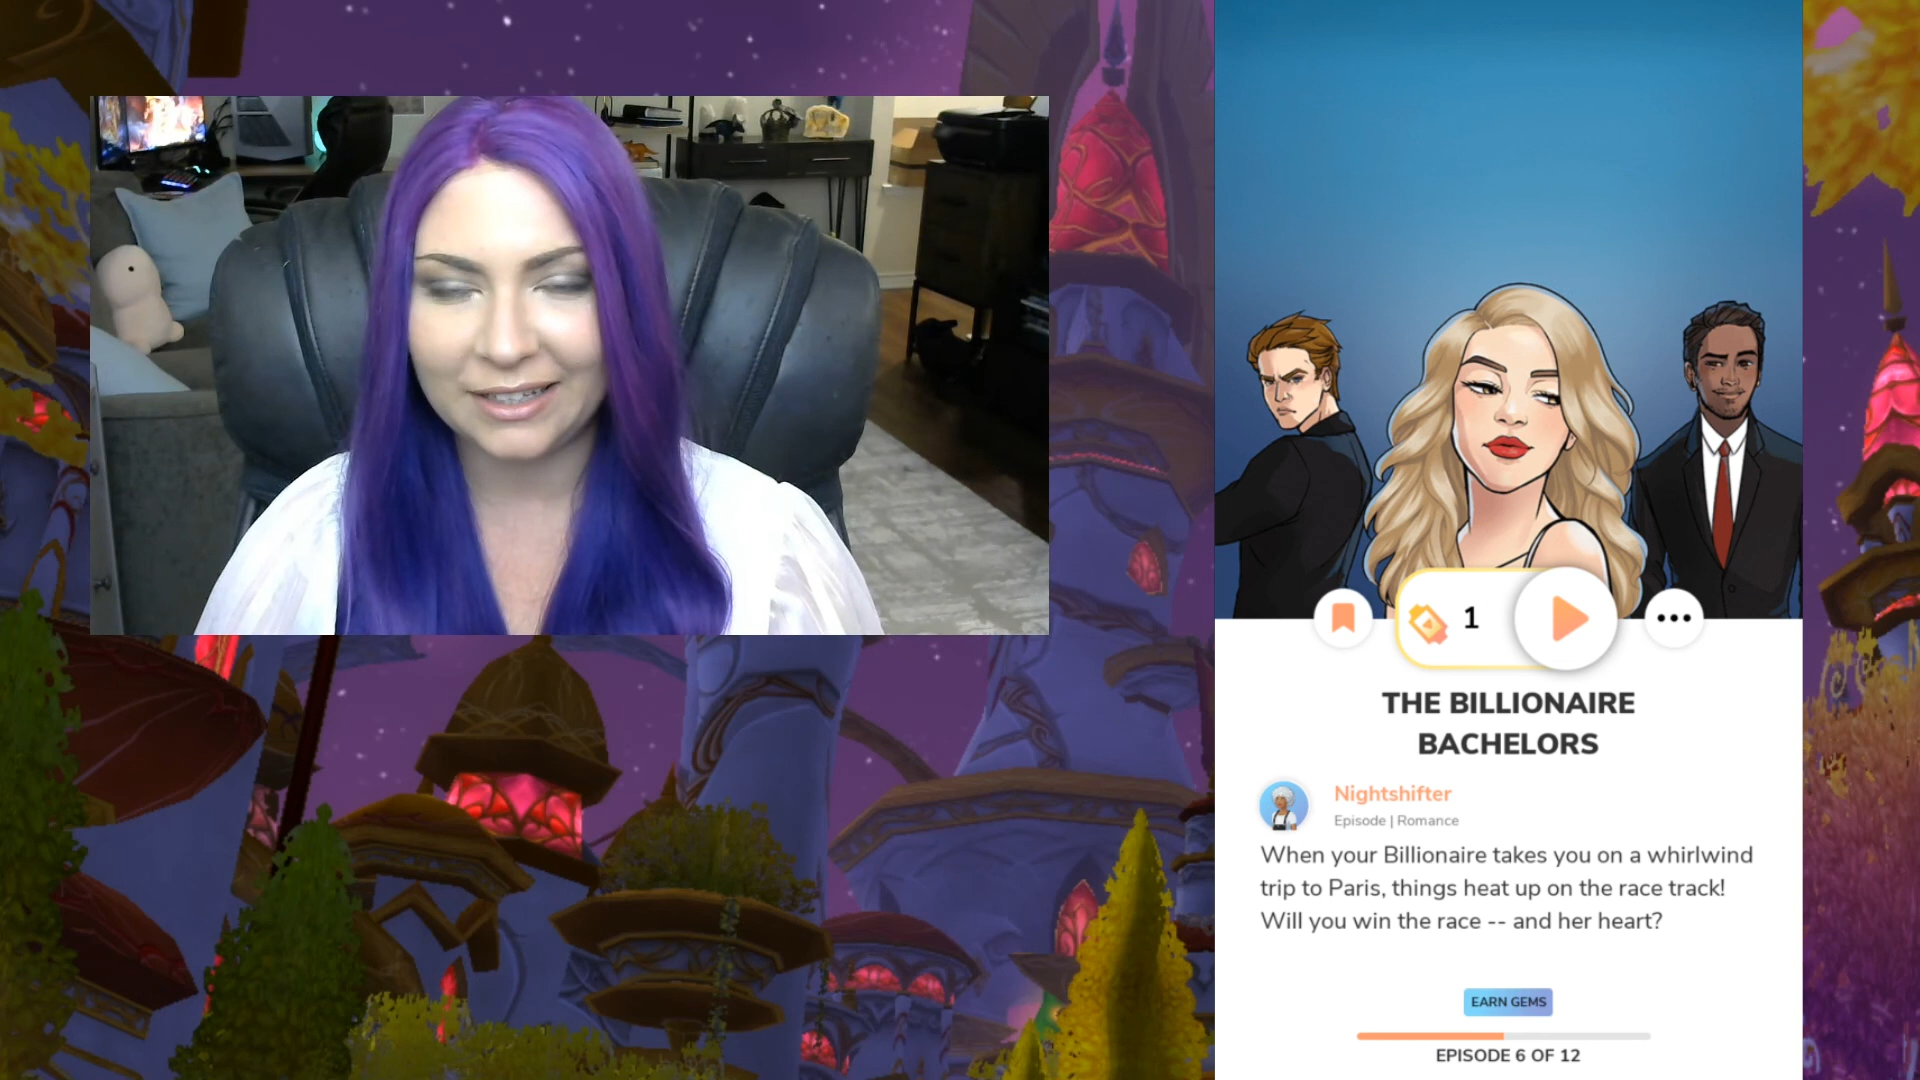 1
THE BILLIONAIRE
BACHELORS
Nightshifter
Episode | Romance
When your Billionaire takes you on a whirlwind
trip to Paris, things heat up on the race track!
Will you win the race -- and her heart?
EARN GEMS
EPISODE 6 OF 12